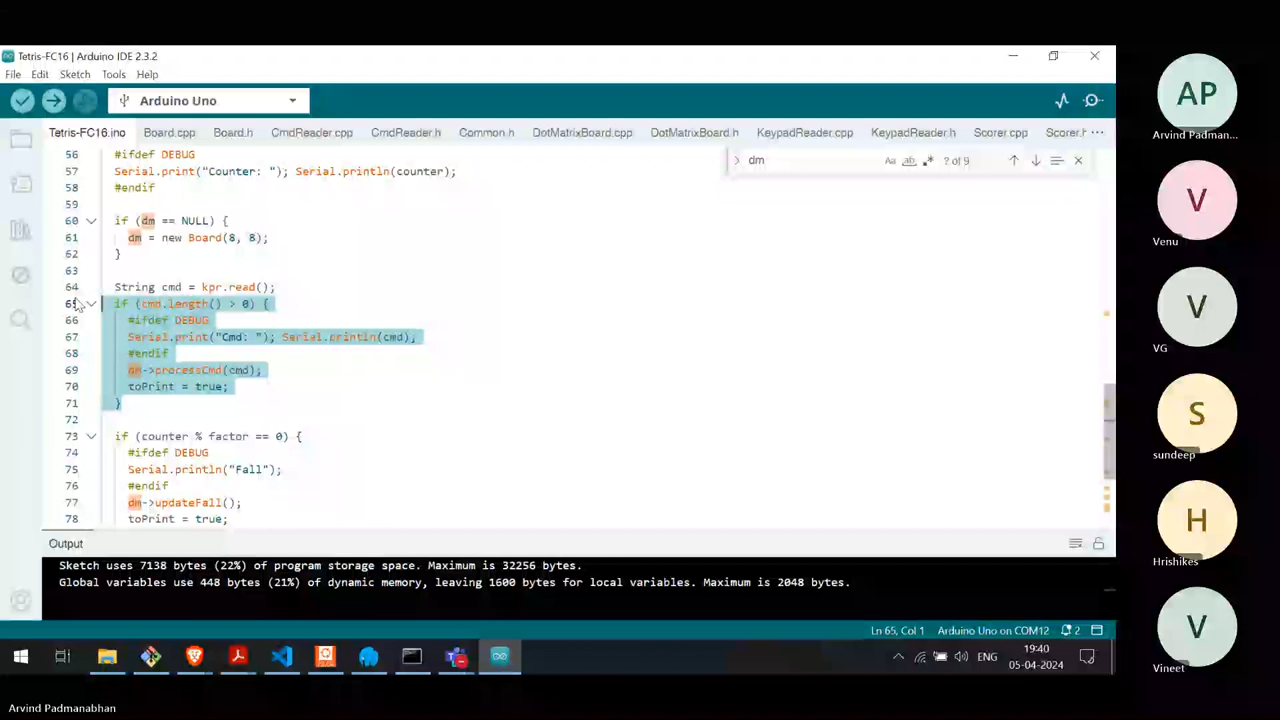 Tetris-FC16 | Arduino IDE 2.3.2
File Edit Sketch Tools Help
Arduino Uno
Tetris-FC16.ino Board.cpp Board.h CmdReader.cpp CmdReader.h Common.h DotMatrixBoard.cpp DotMatrixBoard.h KeypadReader.cpp KeypadReader.h Scorer.cpp Scorer.h ...
dm Aa ab ? of 9
56 #ifdef DEBUG
57 Serial.print("Counter: "); Serial.println(counter);
58 #endif
59
60 if (dm == NULL) {
61 dm = new Board(8, 8);
62 }
63
64 String cmd = kpr.read();
65 if (cmd.length() > 0) {
66 #ifdef DEBUG
67 Serial.print("Cmd: "); Serial.println(cmd);
68 #endif
69 dm->processCmd(cmd);
70 toPrint = true;
71 }
72
73 if (counter % factor == 0) {
74 #ifdef DEBUG
75 Serial.println("Fall");
76 #endif
77 dm->updateFall();
78 toPrint = true;
Output
Sketch uses 7138 bytes (22%) of program storage space. Maximum is 32256 bytes.
Global variables use 448 bytes (21%) of dynamic memory, leaving 1600 bytes for local variables. Maximum is 2048 bytes.
Ln 65, Col 1 Arduino Uno on COM12 2
ENG
19:40
05-04-2024
AP
Arvind Padman...
V
Venu
V
VG
S
sundeep
H
Hrishikes
V
Vineet
Arvind Padmanabhan